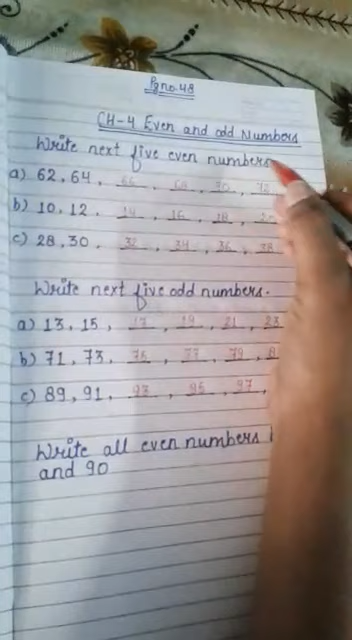 Pg no. 48
CH-4 Even and odd Numbers
Write next five even numbers
a) 62, 64, 66, 68, 70, 72
b) 10, 12, 14, 16, 18, 20
c) 28, 30, 32, 34, 36, 38
Write next five odd numbers.
a) 13, 15, 17, 19, 21, 23
b) 71, 73, 75, 77, 79, 8
c) 89, 91, 93, 95, 97,
Write all even numbers
and 90